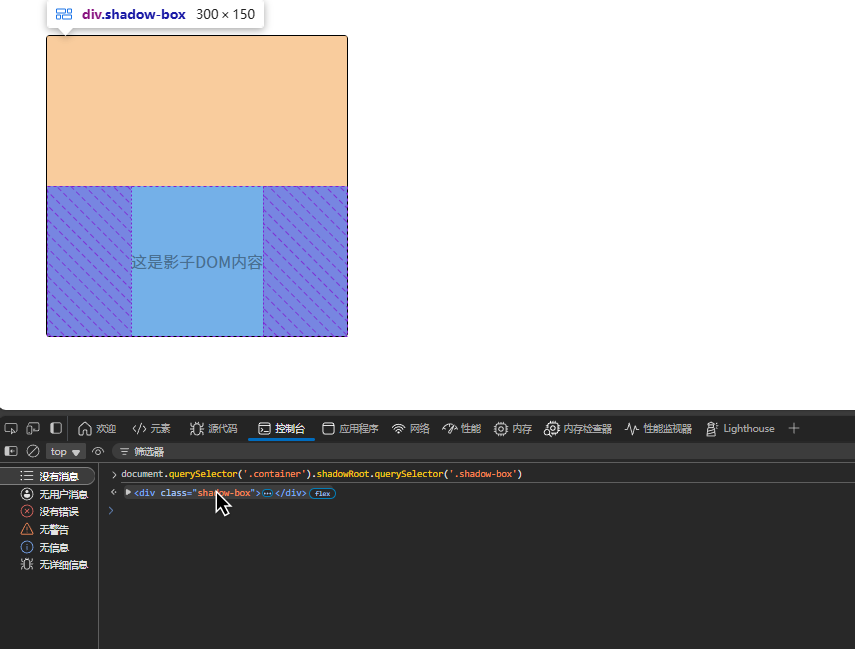 div.shadow-box 300 × 150
这是影子DOM内容
欢迎 元素 源代码 控制台 应用程序 网络 性能 内存 内存检查器 性能监视器 Lighthouse
top 筛选器
没有消息
无用户消息
没有错误
无警告
无信息
无详细信息
document.querySelector('.container').shadowRoot.querySelector('.shadow-box')
<div class="shadow-box">⋯</div> flex